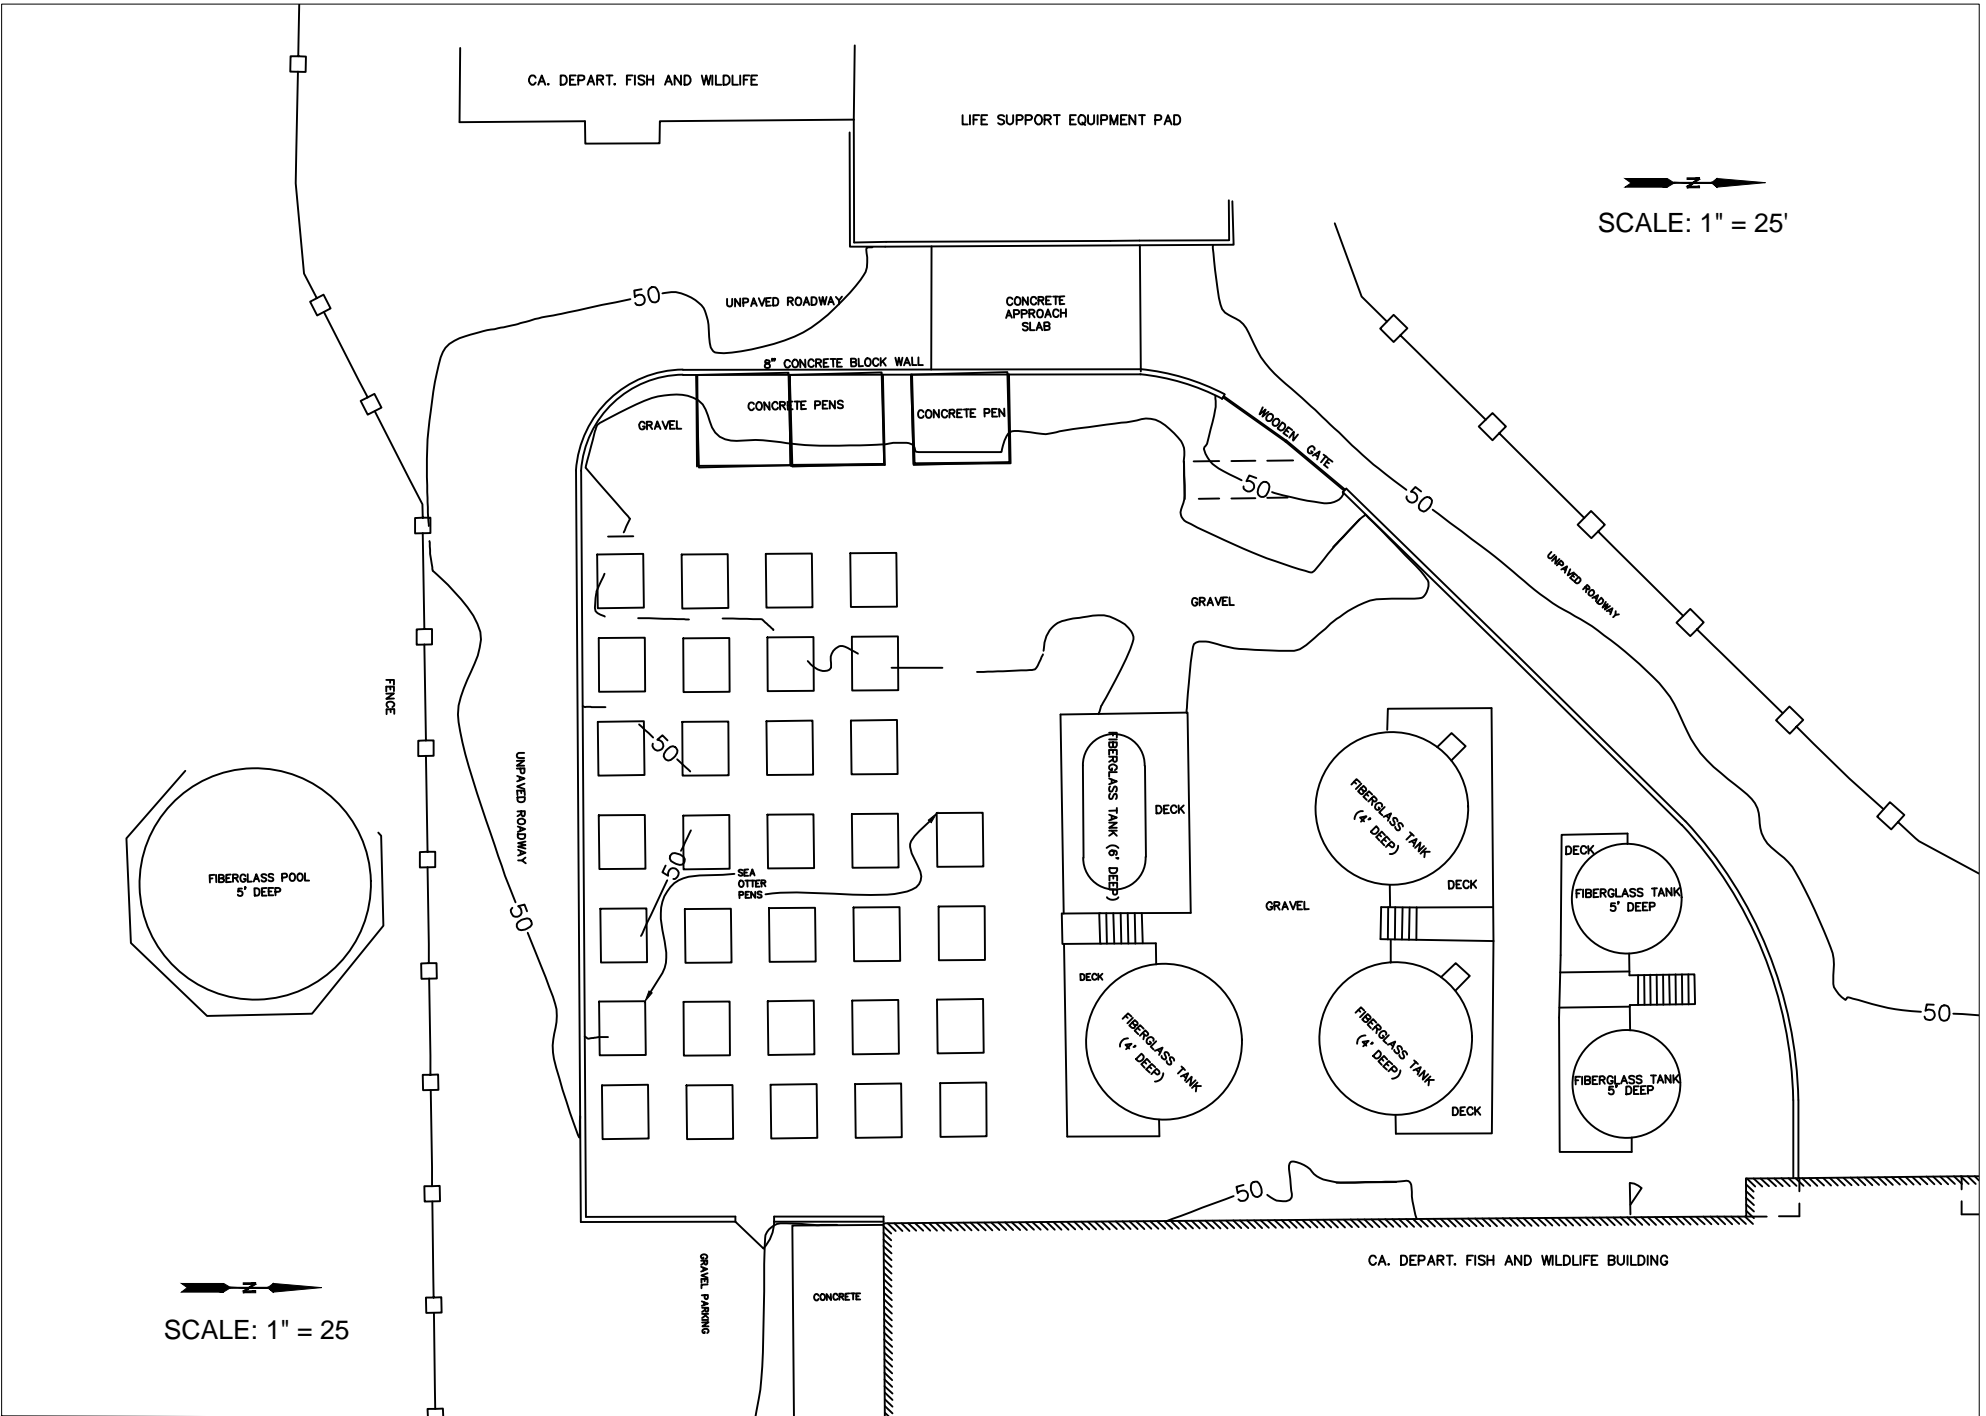 CA. DEPART. FISH AND WILDLIFE
LIFE SUPPORT EQUIPMENT PAD
N
SCALE: 1" = 25'
50
UNPAVED ROADWAY
CONCRETE
APPROACH
SLAB
8" CONCRETE BLOCK WALL
GRAVEL
CONCRETE PENS
CONCRETE PEN
WOODEN GATE
50
50
UNPAVED ROADWAY
GRAVEL
FENCE
UNPAVED ROADWAY
50
50
50
SEA
OTTER
PENS
FIBERGLASS POOL
5' DEEP
FIBERGLASS TANK (6' DEEP)
DECK
FIBERGLASS TANK
(4' DEEP)
DECK
GRAVEL
DECK
FIBERGLASS TANK
5' DEEP
DECK
FIBERGLASS TANK
(4' DEEP)
FIBERGLASS TANK
(4' DEEP)
DECK
FIBERGLASS TANK
5' DEEP
50
50
CA. DEPART. FISH AND WILDLIFE BUILDING
GRAVEL PARKING
CONCRETE
N
SCALE: 1" = 25